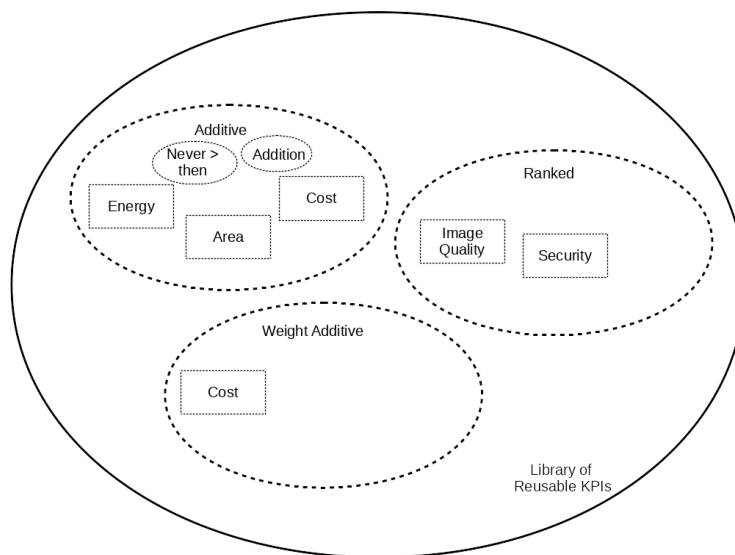 Additive
Never >
then
Addition
Energy
Cost
Area
Ranked
Image
Quality
Security
Weight Additive
Cost
Library of
Reusable KPIs